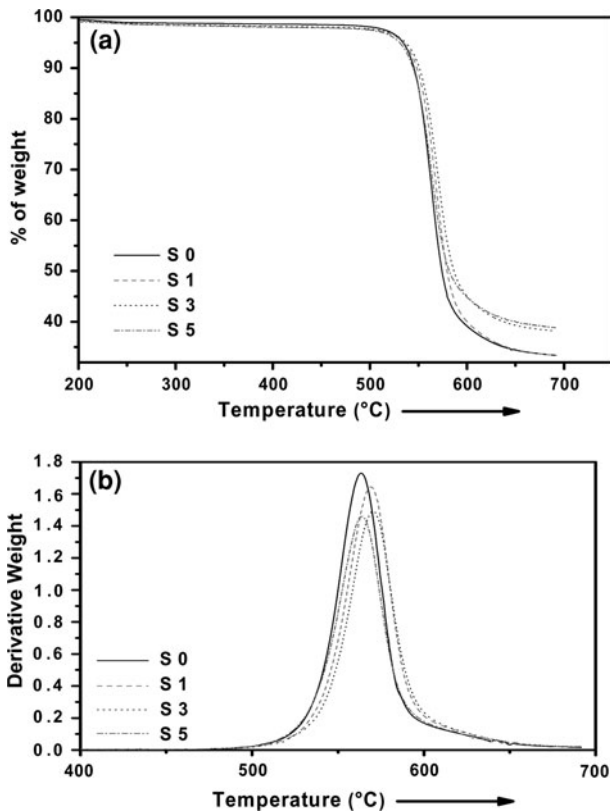 100
(a)
90
80
% of weight
70
60
S 0
50
S 1
S 3
40
S 5
200 300 400 500 600 700
Temperature (°C)
1.8
(b)
1.6
1.4
1.2
Derivative Weight
1.0
0.8
0.6
S 0
0.4
S 1
S 3
0.2
S 5
0.0
400 500 600 700
Temperature (°C)